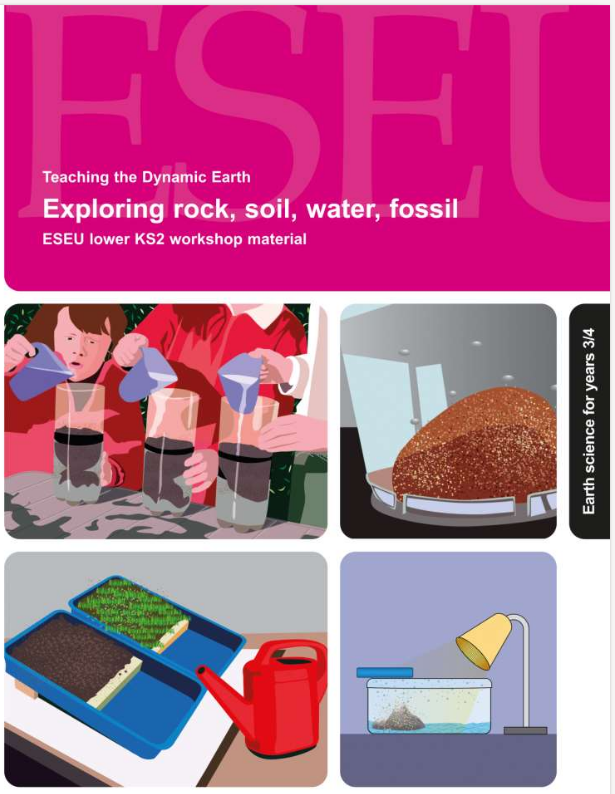 ESEU
Teaching the Dynamic Earth
Exploring rock, soil, water, fossil
ESEU lower KS2 workshop material
Earth science for years 3/4